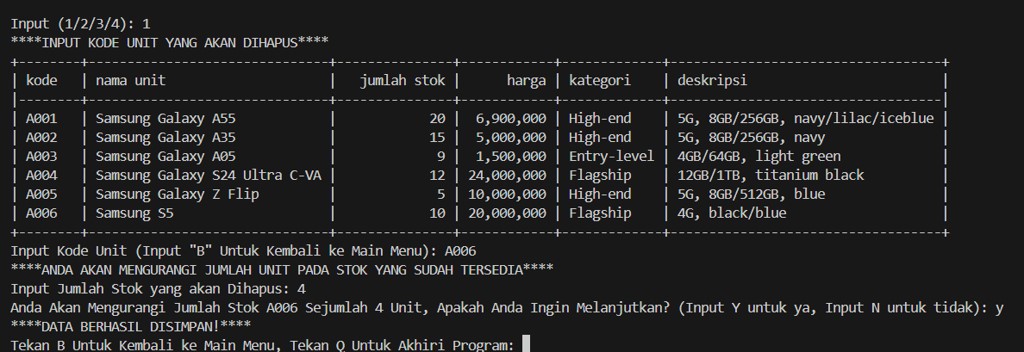 Input (1/2/3/4): 1
****INPUT KODE UNIT YANG AKAN DIHAPUS****
+--------+--------------------------+---------------+------------+-------------+-----------------------------------+
| kode   | nama unit                |   jumlah stok |      harga | kategori    | deskripsi                         |
|--------+--------------------------+---------------+------------+-------------+-----------------------------------|
| A001   | Samsung Galaxy A55       |            20 |  6,900,000 | High-end    | 5G, 8GB/256GB, navy/lilac/iceblue |
| A002   | Samsung Galaxy A35       |            15 |  5,000,000 | High-end    | 5G, 8GB/256GB, navy               |
| A003   | Samsung Galaxy A05       |             9 |  1,500,000 | Entry-level | 4GB/64GB, light green             |
| A004   | Samsung Galaxy S24 Ultra C-VA |            12 | 24,000,000 | Flagship    | 12GB/1TB, titanium black          |
| A005   | Samsung Galaxy Z Flip    |             5 | 10,000,000 | High-end    | 5G, 8GB/512GB, blue               |
| A006   | Samsung S5               |            10 | 20,000,000 | Flagship    | 4G, black/blue                    |
+--------+--------------------------+---------------+------------+-------------+-----------------------------------+
Input Kode Unit (Input "B" Untuk Kembali ke Main Menu): A006
****ANDA AKAN MENGURANGI JUMLAH UNIT PADA STOK YANG SUDAH TERSEDIA****
Input Jumlah Stok yang akan Dihapus: 4
Anda Akan Mengurangi Jumlah Stok A006 Sejumlah 4 Unit, Apakah Anda Ingin Melanjutkan? (Input Y untuk ya, Input N untuk tidak): y
****DATA BERHASIL DISIMPAN!****
Tekan B Untuk Kembali ke Main Menu, Tekan Q Untuk Akhiri Program: